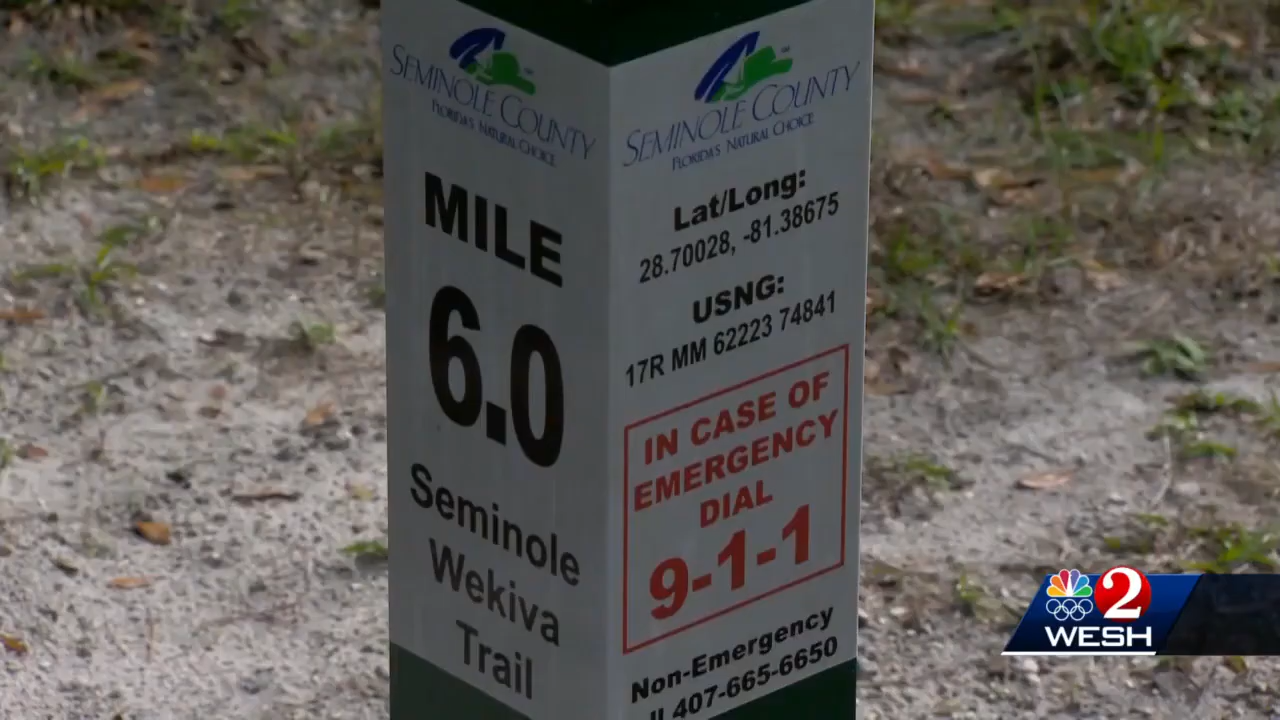 SEMINOLE COUNTY
FLORIDA'S NATURAL CHOICE
MILE
6.0
Seminole
Wekiva
Trail
SEMINOLE COUNTY
FLORIDA'S NATURAL CHOICE
Lat/Long:
28.70028, -81.38675
USNG:
17R MM 62223 74841
IN CASE OF
EMERGENCY
DIAL
9-1-1
Non-Emergency
407-665-6650
2
WESH